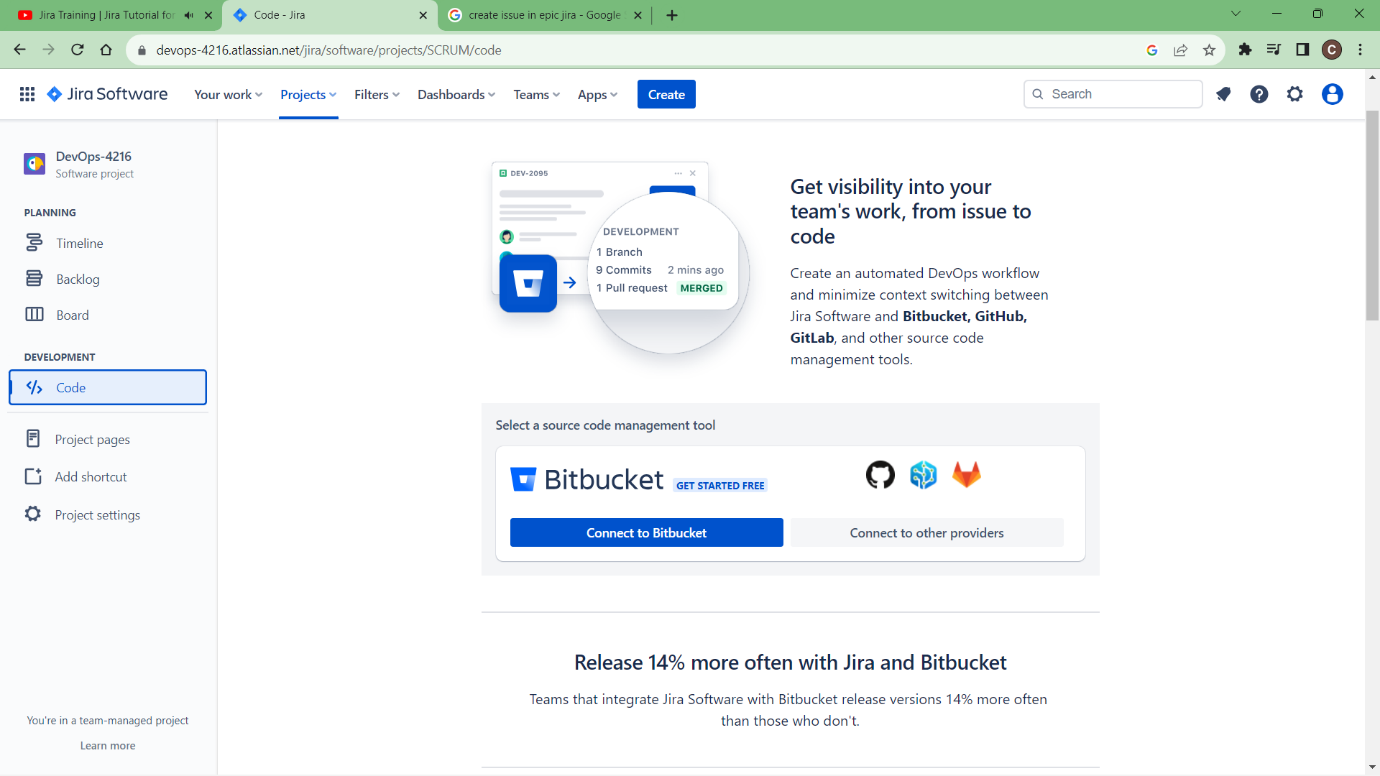 Jira Training | Jira Tutorial for
Code - Jira
create issue in epic jira - Google
devops-4216.atlassian.net/jira/software/projects/SCRUM/code
C
Jira Software
Your work
Projects
Filters
Dashboards
Teams
Apps
Create
Search
DevOps-4216
Software project
PLANNING
Timeline
Backlog
Board
DEVELOPMENT
Code
Project pages
Add shortcut
Project settings
You're in a team-managed project
Learn more
DEV-2095
DEVELOPMENT
1 Branch
9 Commits 2 mins ago
1 Pull request MERGED
Get visibility into your
team's work, from issue to
code
Create an automated DevOps workflow
and minimize context switching between
Jira Software and Bitbucket, GitHub,
GitLab, and other source code
management tools.
Select a source code management tool
Bitbucket GET STARTED FREE
Connect to Bitbucket
Connect to other providers
Release 14% more often with Jira and Bitbucket
Teams that integrate Jira Software with Bitbucket release versions 14% more often
than those who don't.